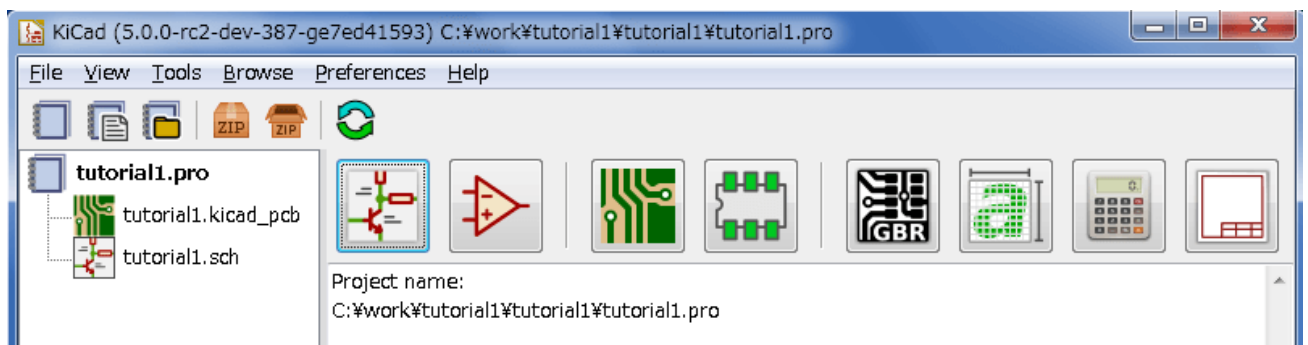 KiCad (5.0.0-rc2-dev-387-ge7ed41593) C:¥work¥tutorial1¥tutorial1¥tutorial1.pro
File View Tools Browse Preferences Help
ZIP ZIP
tutorial1.pro
tutorial1.kicad_pcb
tutorial1.sch
GBR
a
0.
Project name:
C:¥work¥tutorial1¥tutorial1¥tutorial1.pro